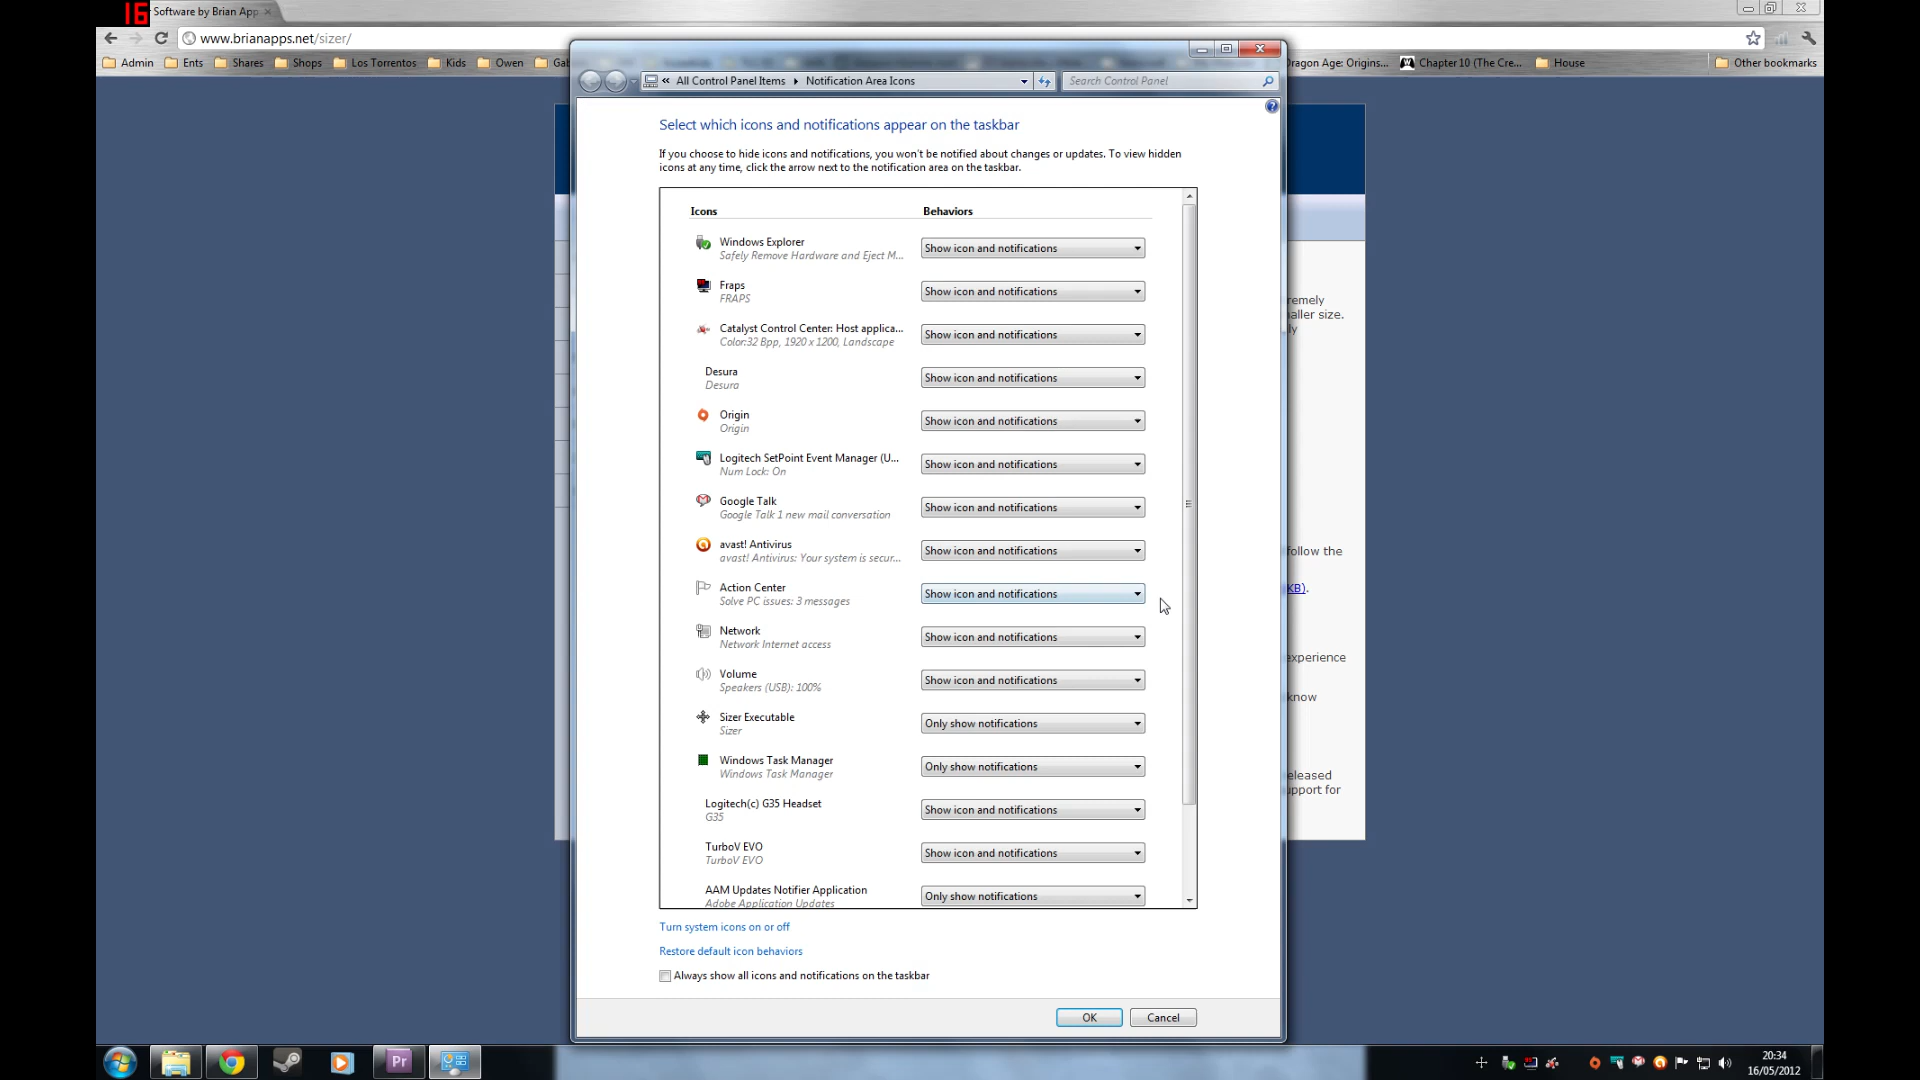 16
Software by Brian App
www.brianapps.net/sizer/
Admin
Ents
Shares
Shops
Los Torrentos
Kids
Owen
Dragon Age: Origins...
Chapter 10 (The Cre...
House
Other bookmarks
« All Control Panel Items
Notification Area Icons
Search Control Panel
Select which icons and notifications appear on the taskbar
If you choose to hide icons and notifications, you won't be notified about changes or updates. To view hidden
icons at any time, click the arrow next to the notification area on the taskbar.
Icons
Behaviors
Windows Explorer
Safely Remove Hardware and Eject M...
Show icon and notifications
Fraps
FRAPS
Show icon and notifications
Catalyst Control Center: Host applica...
Color:32 Bpp, 1920 x 1200, Landscape
Show icon and notifications
Desura
Desura
Show icon and notifications
Origin
Origin
Show icon and notifications
Logitech SetPoint Event Manager (U...
Num Lock: On
Show icon and notifications
Google Talk
Google Talk 1 new mail conversation
Show icon and notifications
avast! Antivirus
avast! Antivirus: Your system is secur...
Show icon and notifications
Action Center
Solve PC issues: 3 messages
Show icon and notifications
Network
Network Internet access
Show icon and notifications
Volume
Speakers (USB): 100%
Show icon and notifications
Sizer Executable
Sizer
Only show notifications
Windows Task Manager
Windows Task Manager
Only show notifications
Logitech(c) G35 Headset
G35
Show icon and notifications
TurboV EVO
TurboV EVO
Show icon and notifications
AAM Updates Notifier Application
Adobe Application Updates
Only show notifications
Turn system icons on or off
Restore default icon behaviors
Always show all icons and notifications on the taskbar
OK
Cancel
follow the
KB).
experience
know
Pr
20:34
16/05/2012